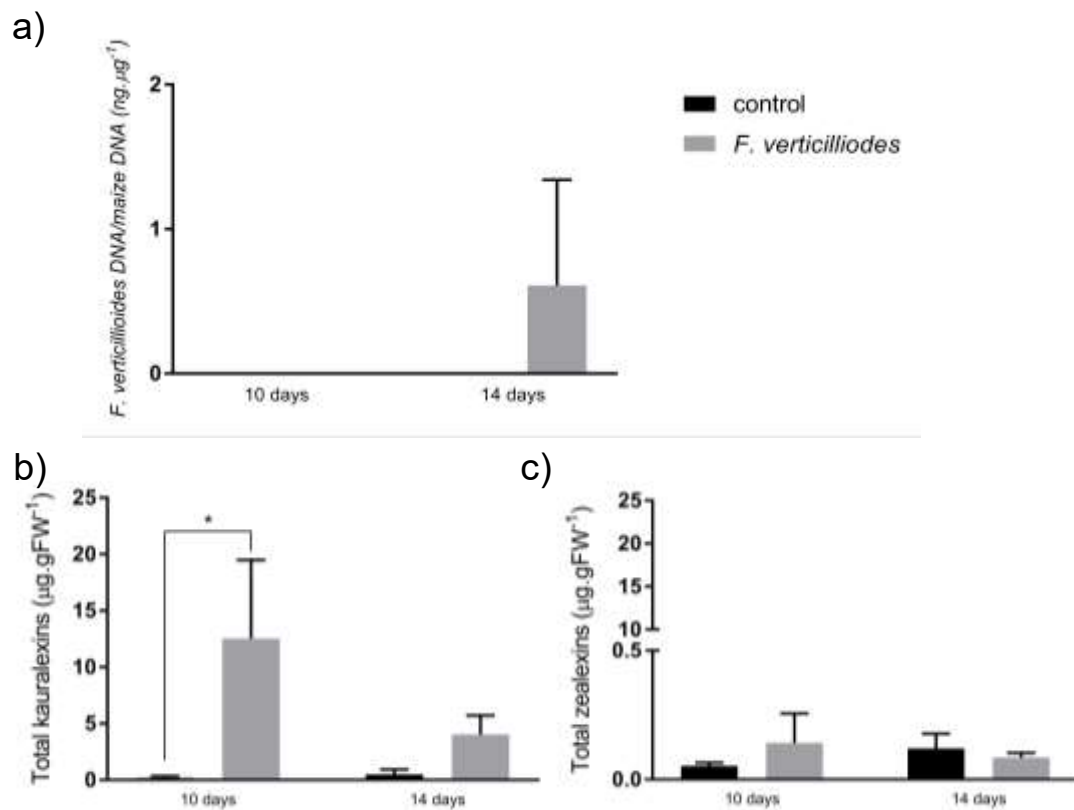 a)
F. verticillioides DNA/maize DNA (ng.µg⁻¹)
2
1
0
10 days
14 days
control
F. verticilliodes
b)
Total kauralexins (µg.gFW⁻¹)
25
20
15
10
5
0
*
10 days
14 days
c)
Total zealexins (µg.gFW⁻¹)
25
20
15
10
0.5
0.0
10 days
14 days